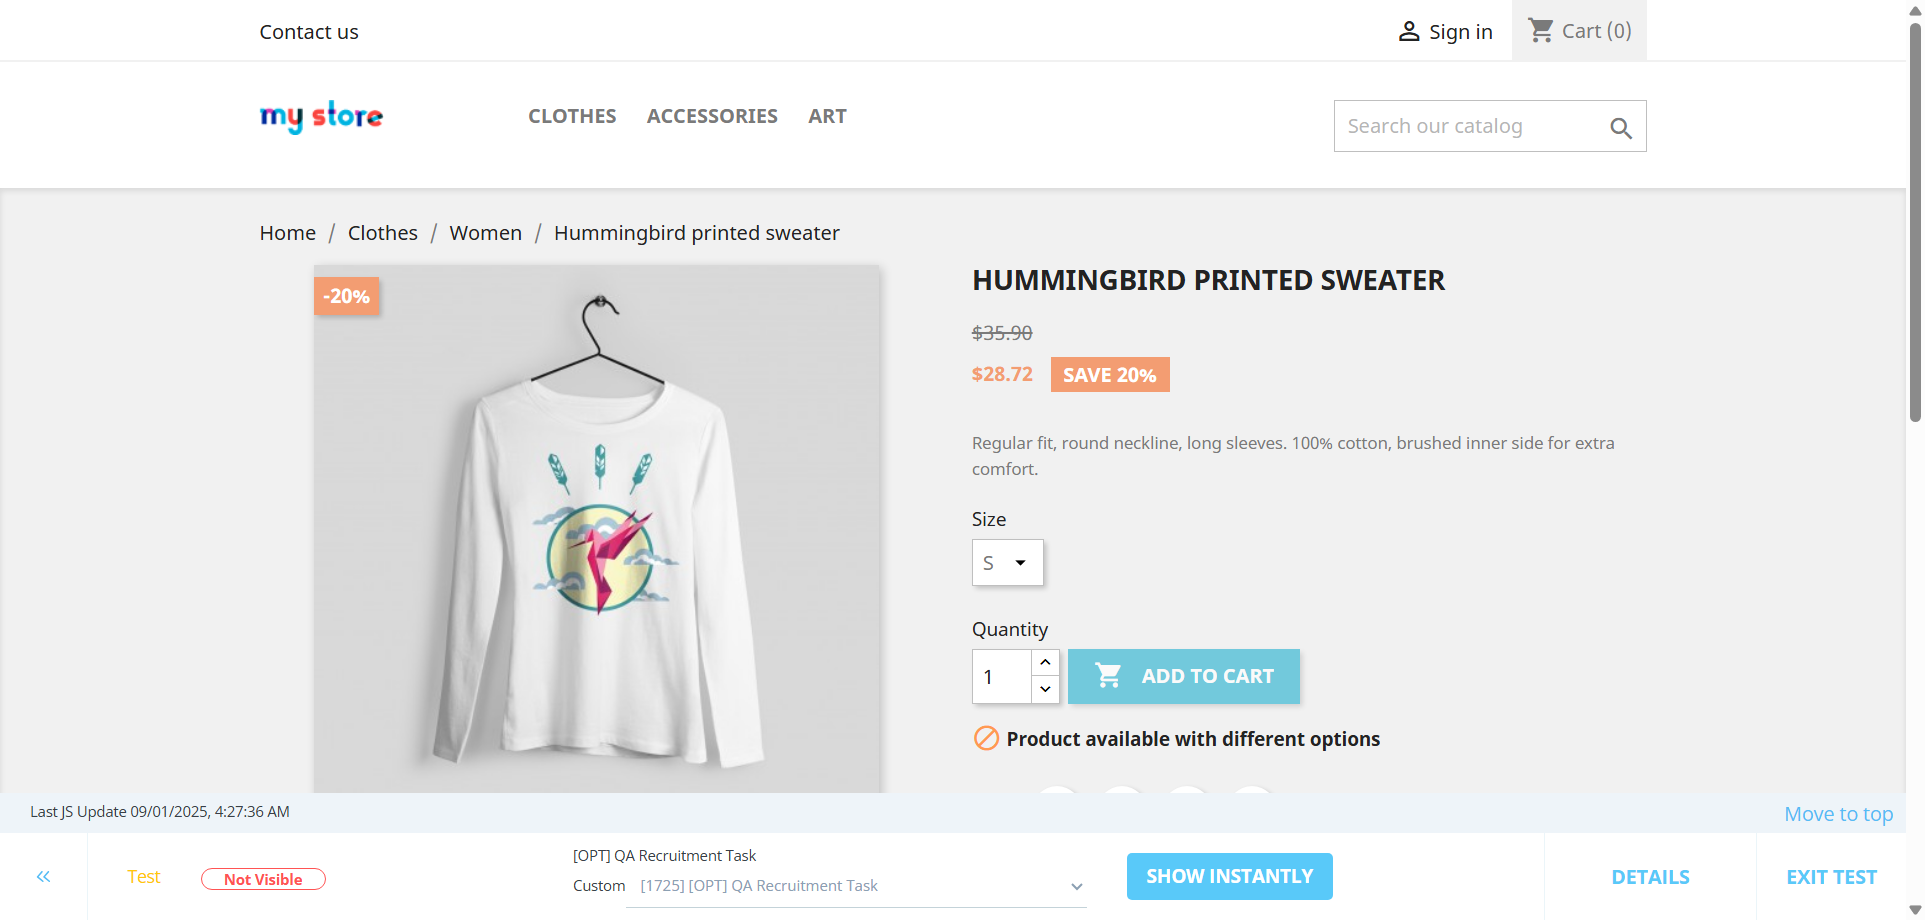 Contact us
Sign in
Cart (0)
my store
CLOTHES
ACCESSORIES
ART
Search our catalog
Home / Clothes / Women / Hummingbird printed sweater
-20%
HUMMINGBIRD PRINTED SWEATER
$35.90
$28.72
SAVE 20%
Regular fit, round neckline, long sleeves. 100% cotton, brushed inner side for extra
comfort.
Size
S
Quantity
1
ADD TO CART
Product available with different options
Last JS Update 09/01/2025, 4:27:36 AM
Move to top
Test
Not Visible
[OPT] QA Recruitment Task
Custom
[1725] [OPT] QA Recruitment Task
SHOW INSTANTLY
DETAILS
EXIT TEST